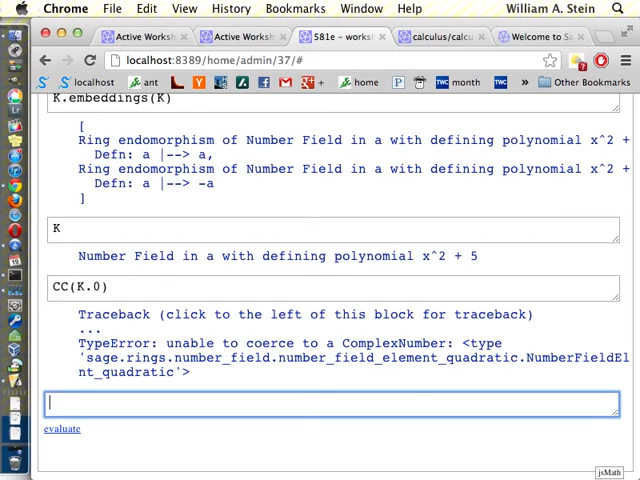 Chrome File Edit View History Bookmarks Window Help William A. Stein
Active Worksh
Active Worksh
581e – worksh
calculus/calcu
Welcome to Sa
localhost:8389/home/admin/37/#
localhost ant Y home P TWC month month Other Bookmarks
K.embeddings(K)
[
Ring endomorphism of Number Field in a with defining polynomial x^2 +
Defn: a |--> a,
Ring endomorphism of Number Field in a with defining polynomial x^2 +
Defn: a |--> -a
]
K
Number Field in a with defining polynomial x^2 + 5
CC(K.0)
Traceback (click to the left of this block for traceback)
...
TypeError: unable to coerce to a ComplexNumber: <type
'sage.rings.number_field.number_field_element_quadratic.NumberFieldEl
nt_quadratic'>
evaluate
jsMath